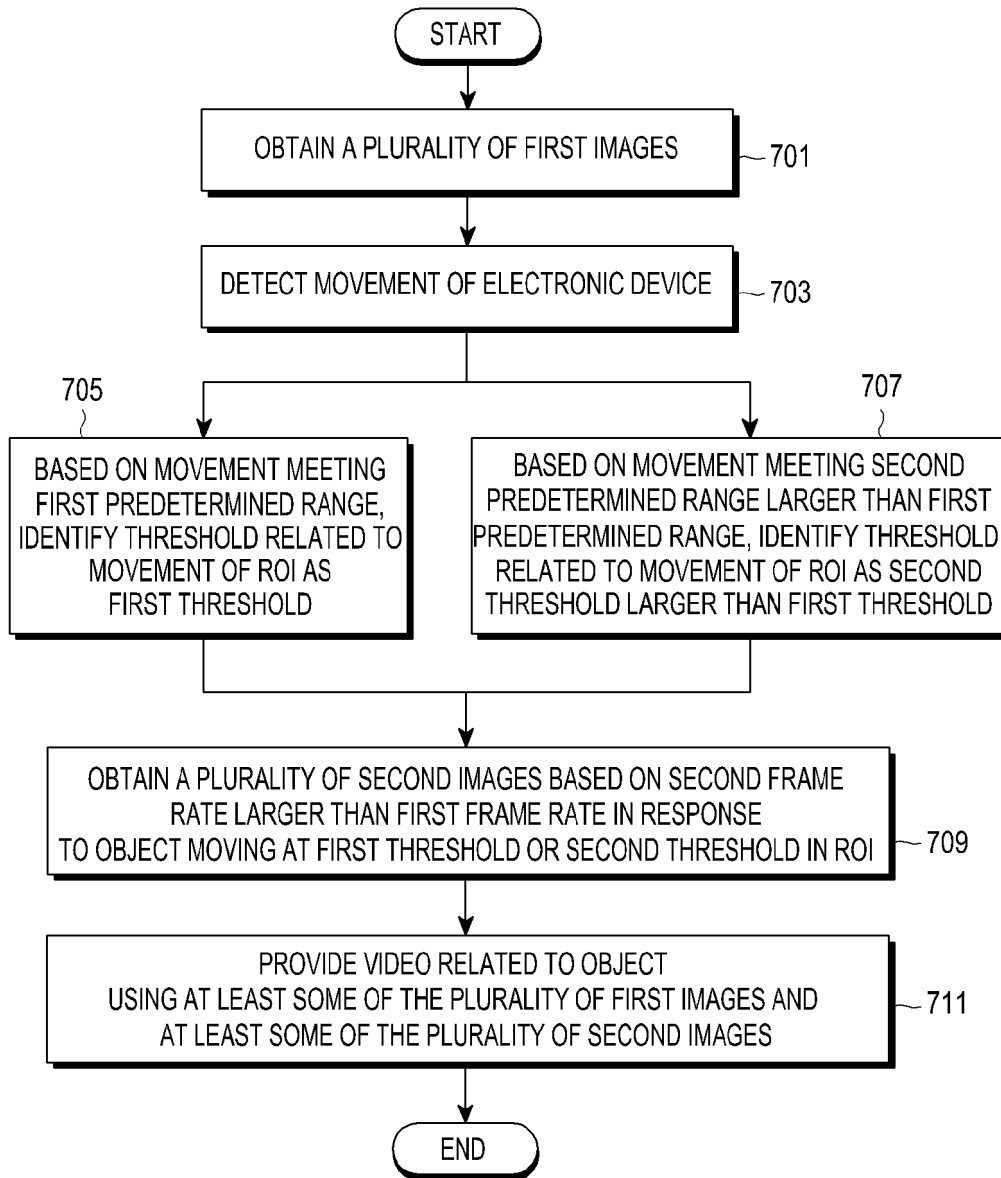 START
OBTAIN A PLURALITY OF FIRST IMAGES
701
DETECT MOVEMENT OF ELECTRONIC DEVICE
703
705
BASED ON MOVEMENT MEETING
FIRST PREDETERMINED RANGE,
IDENTIFY THRESHOLD RELATED TO
MOVEMENT OF ROI AS
FIRST THRESHOLD
707
BASED ON MOVEMENT MEETING SECOND
PREDETERMINED RANGE LARGER THAN FIRST
PREDETERMINED RANGE, IDENTIFY THRESHOLD
RELATED TO MOVEMENT OF ROI AS SECOND
THRESHOLD LARGER THAN FIRST THRESHOLD
OBTAIN A PLURALITY OF SECOND IMAGES BASED ON SECOND FRAME
RATE LARGER THAN FIRST FRAME RATE IN RESPONSE
TO OBJECT MOVING AT FIRST THRESHOLD OR SECOND THRESHOLD IN ROI
709
PROVIDE VIDEO RELATED TO OBJECT
USING AT LEAST SOME OF THE PLURALITY OF FIRST IMAGES AND
AT LEAST SOME OF THE PLURALITY OF SECOND IMAGES
711
END